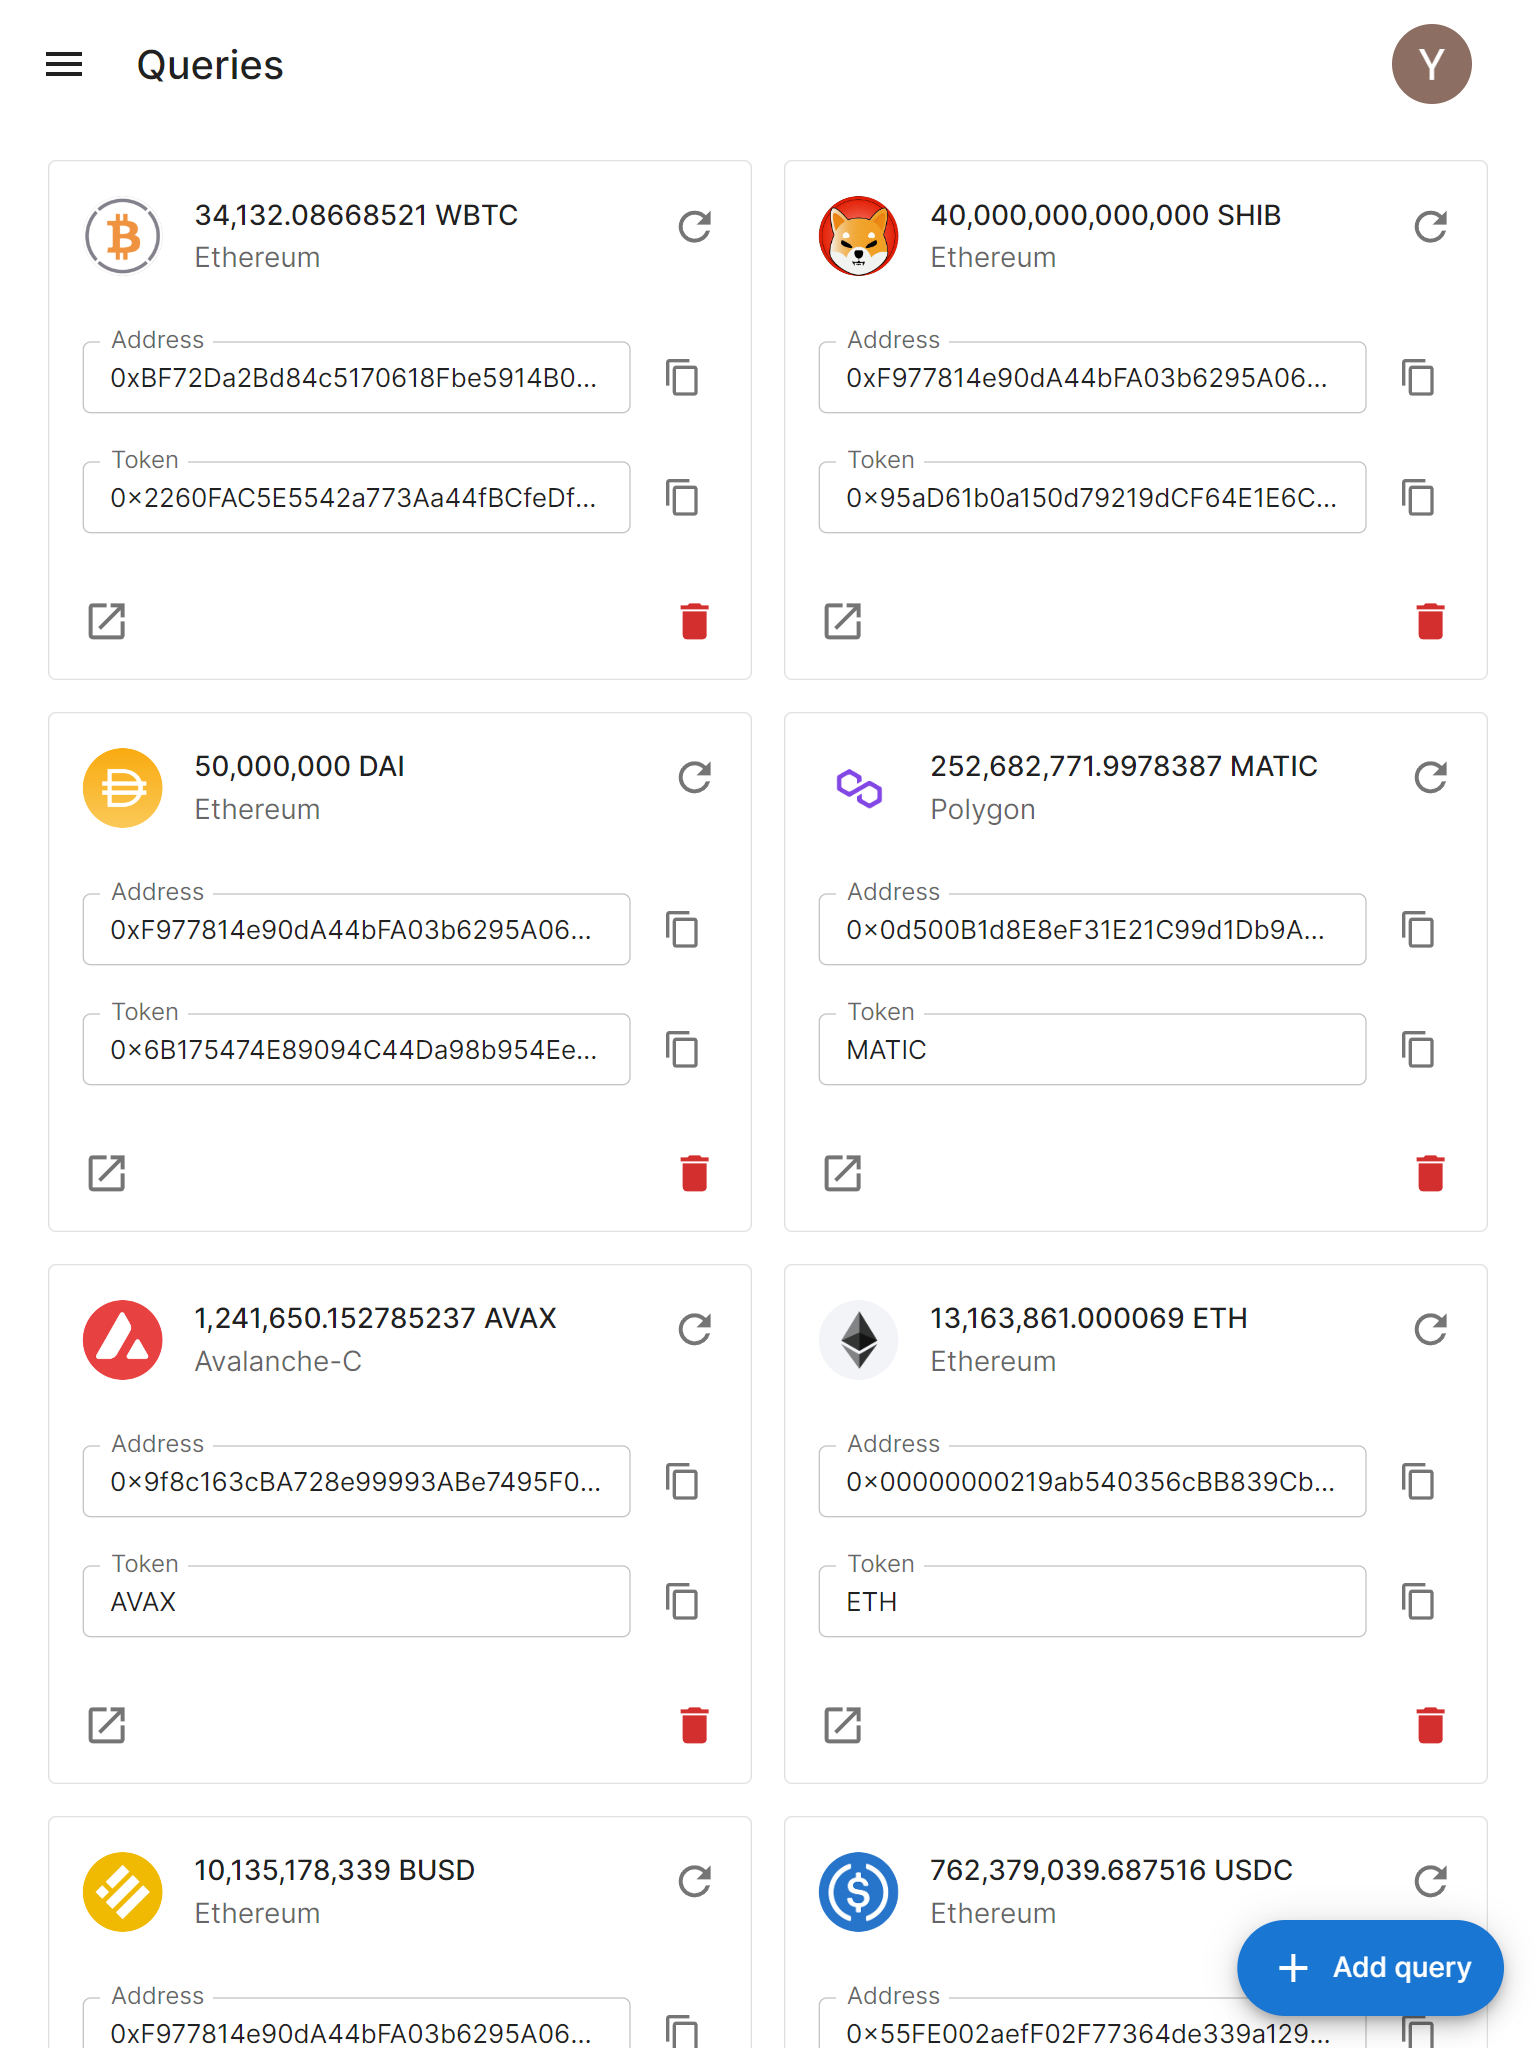 Queries
Y
34,132.08668521 WBTC
Ethereum
Address
0xBF72Da2Bd84c5170618Fbe5914B0...
Token
0×2260FAC5E5542a773Aa44fBCfeDf...
40,000,000,000,000 SHIB
Ethereum
Address
0xF977814e90dA44bFA03b6295A06...
Token
0×95aD61b0a150d79219dCF64E1E6C...
50,000,000 DAI
Ethereum
Address
0xF977814e90dA44bFA03b6295A06...
Token
0×6B175474E89094C44Da98b954Ee...
252,682,771.9978387 MATIC
Polygon
Address
0×0d500B1d8E8eF31E21C99d1Db9A...
Token
MATIC
1,241,650.152785237 AVAX
Avalanche-C
Address
0×9f8c163cBA728e99993ABe7495F0...
Token
AVAX
13,163,861.000069 ETH
Ethereum
Address
0×00000000219ab540356cBB839Cb...
Token
ETH
10,135,178,339 BUSD
Ethereum
Address
0xF977814e90dA44bFA03b6295A06...
762,379,039.687516 USDC
Ethereum
Address
0×55FE002aefF02F77364de339a129...
Add query